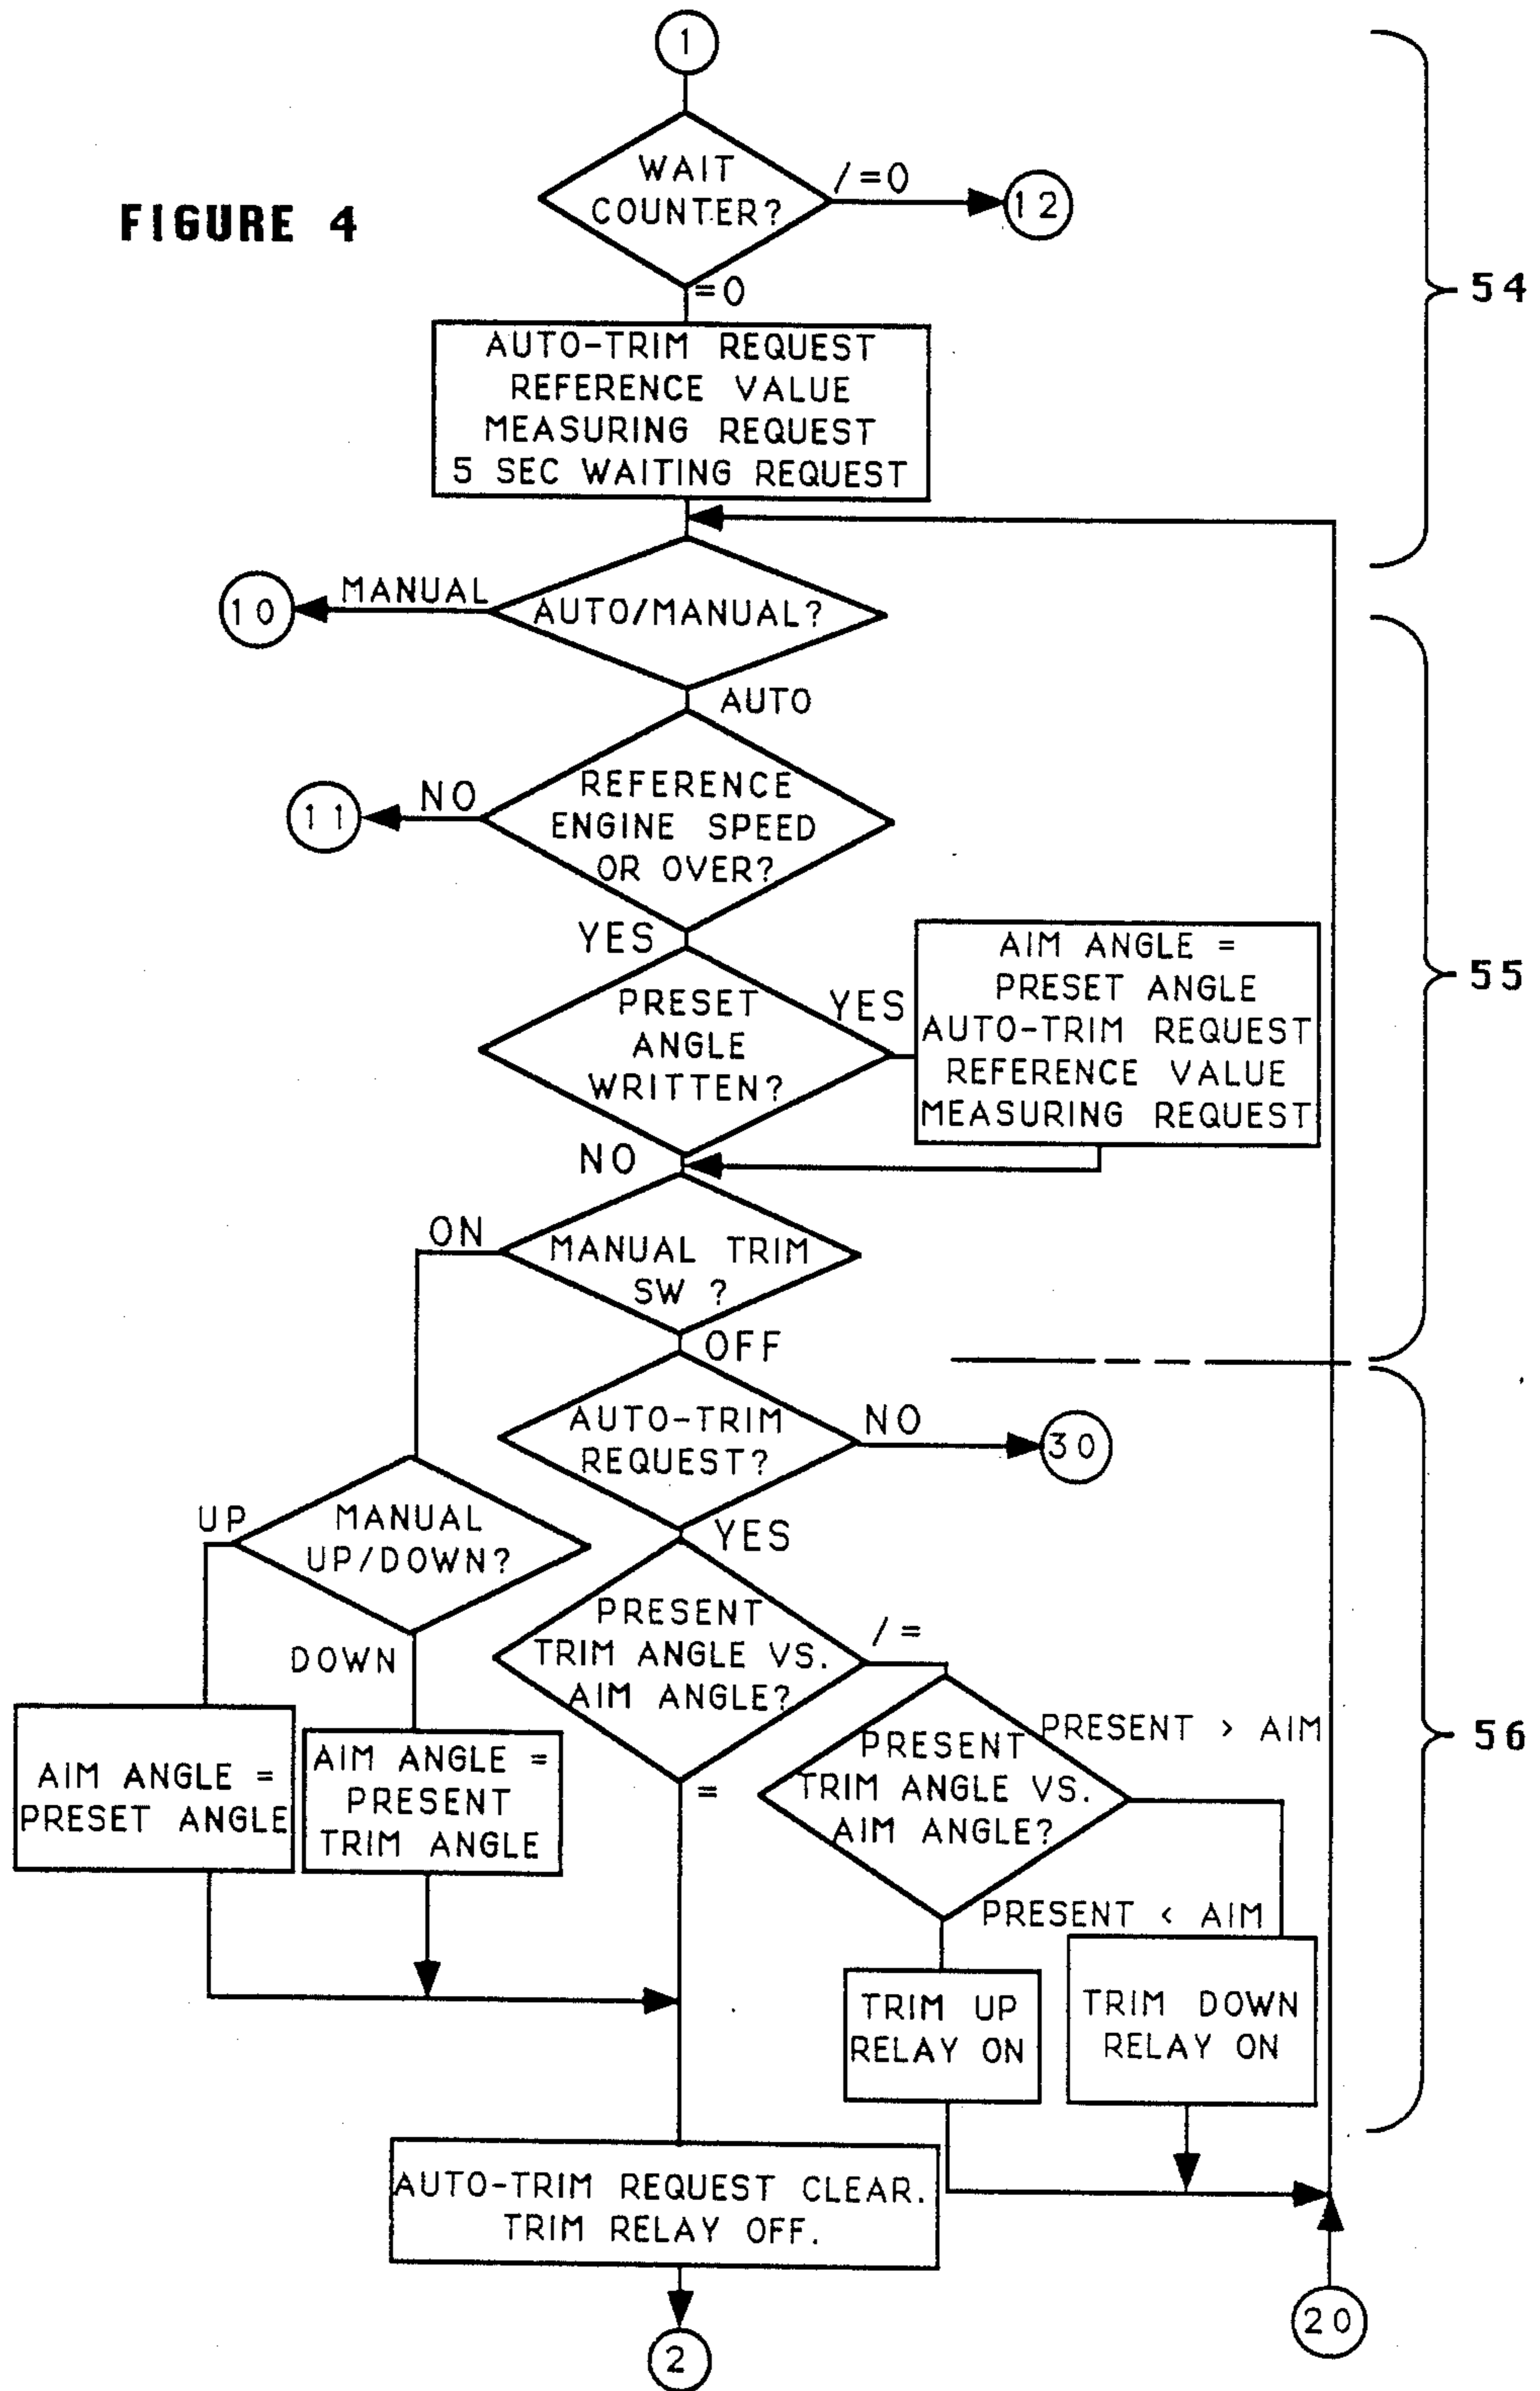 1
WAIT
COUNTER?
/=0
12
FIGURE 4
=0
54
AUTO-TRIM REQUEST
REFERENCE VALUE
MEASURING REQUEST
5 SEC WAITING REQUEST
10
MANUAL
AUTO/MANUAL?
AUTO
11
NO
REFERENCE
ENGINE SPEED
OR OVER?
YES
PRESET
ANGLE
WRITTEN?
YES
AIM ANGLE =
PRESET ANGLE
AUTO-TRIM REQUEST
REFERENCE VALUE
MEASURING REQUEST
55
NO
ON
MANUAL TRIM
SW ?
OFF
AUTO-TRIM
REQUEST?
NO
30
YES
UP
MANUAL
UP/DOWN?
DOWN
PRESENT
TRIM ANGLE VS.
AIM ANGLE?
/=
=
PRESENT
TRIM ANGLE VS.
AIM ANGLE?
PRESENT > AIM
56
AIM ANGLE =
PRESET ANGLE
AIM ANGLE =
PRESENT
TRIM ANGLE
PRESENT < AIM
TRIM UP
RELAY ON
TRIM DOWN
RELAY ON
AUTO-TRIM REQUEST CLEAR.
TRIM RELAY OFF.
20
2